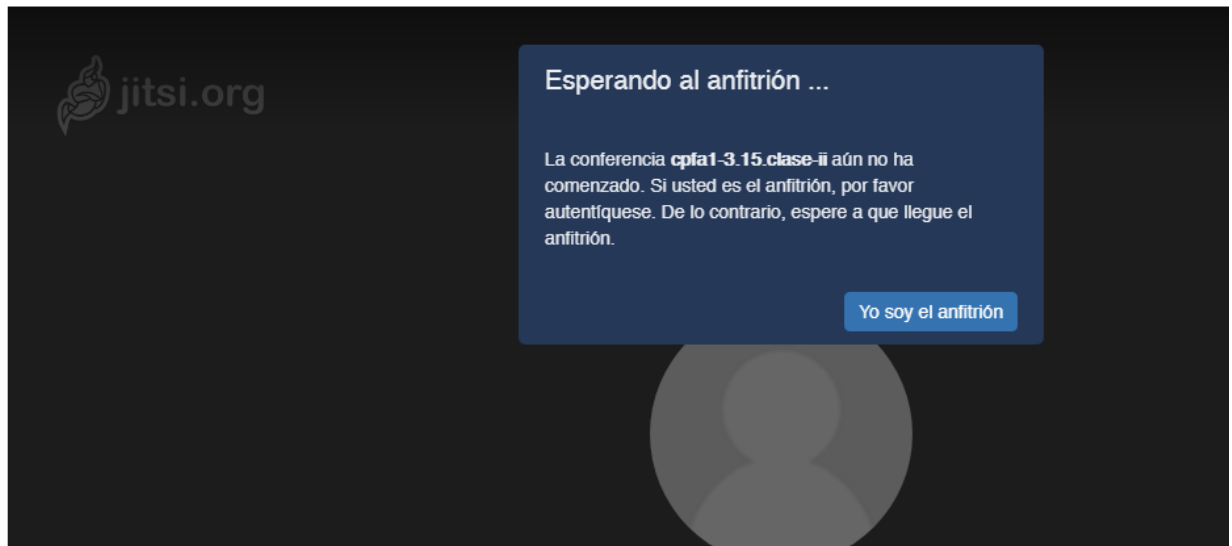 jitsi.org
Esperando al anfitrión ...
La conferencia cpfa1-3.15.clase-ii aún no ha
comenzado. Si usted es el anfitrión, por favor
autentíquese. De lo contrario, espere a que llegue el
anfitrión.
Yo soy el anfitrión